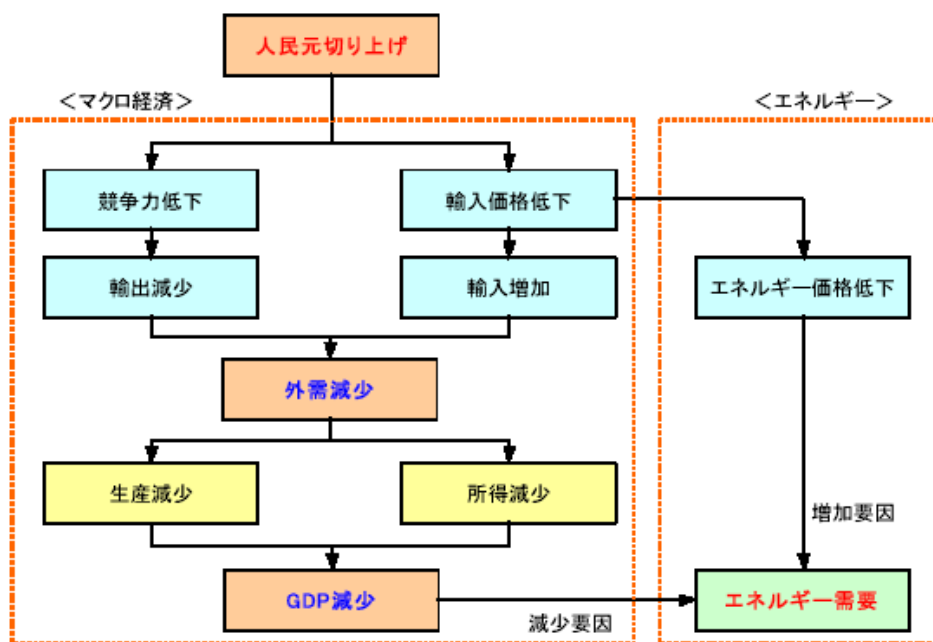 人民元切り上げ
＜マクロ経済＞
＜エネルギー＞
競争力低下
輸入価格低下
輸出減少
輸入増加
エネルギー価格低下
外需減少
生産減少
所得減少
増加要因
GDP減少
エネルギー需要
減少要因